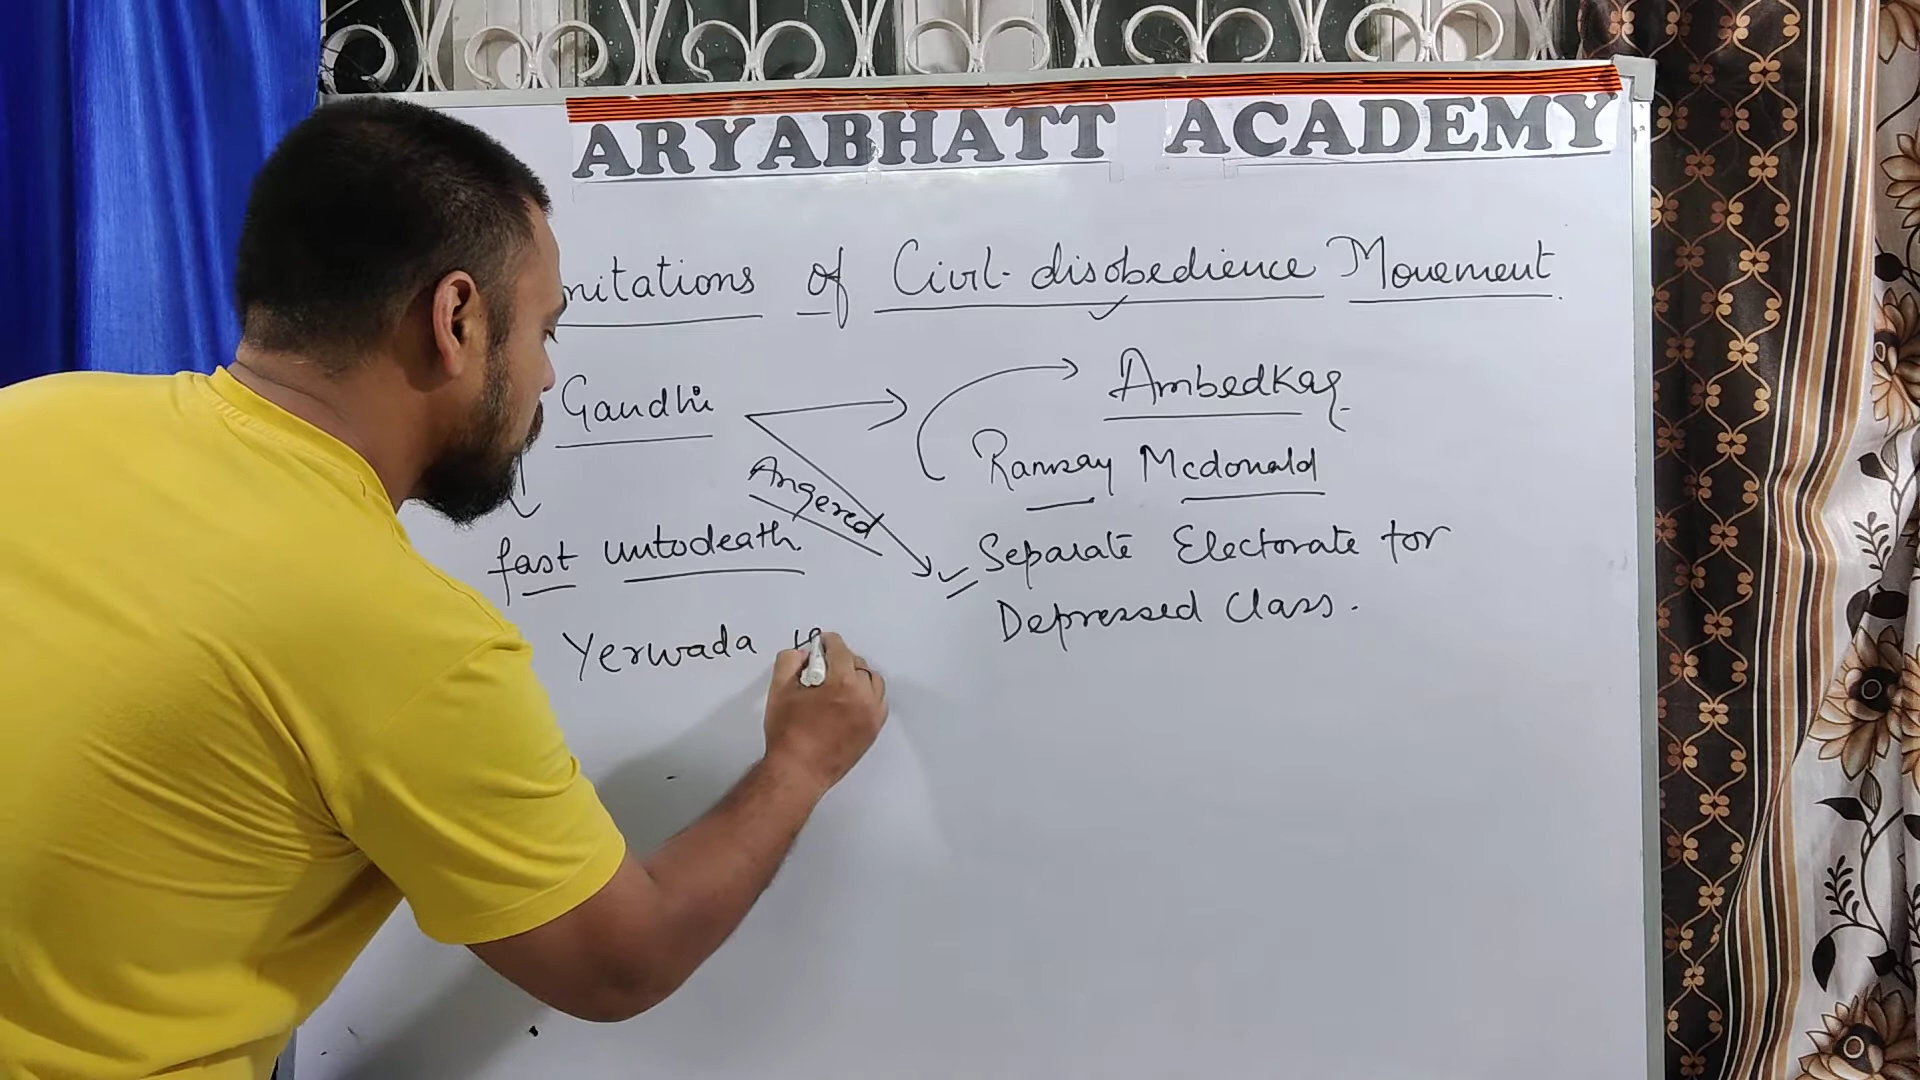 ARYABHATT ACADEMY
mitations of Civil-disobedience Movement
Gandhi
Ambedkar
Ramsay Mcdonald
Angered
fast untodeath
Separate Electorate for
Depressed Class.
Yerwada